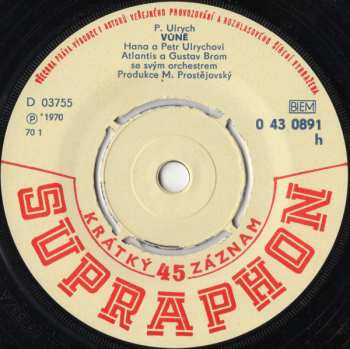 VŠECHNA PRÁVA VÝROBCE I AUTORŮ VEŘEJNÉHO PROVOZOVÁNÍ A ROZHLASOVÉHO ŠÍŘENÍ VYHRAZENA
P. Ulrych
VŮNĚ
Hana a Petr Ulrychovi
Atlantis a Gustav Brom
se svým orchestrem
Produkce M. Prostějovský
D 03755
Ⓟ *1970
70 1
BIEM
0 43 0891
h
KRÁTKÝ 45 ZÁZNAM
SUPRAPHON